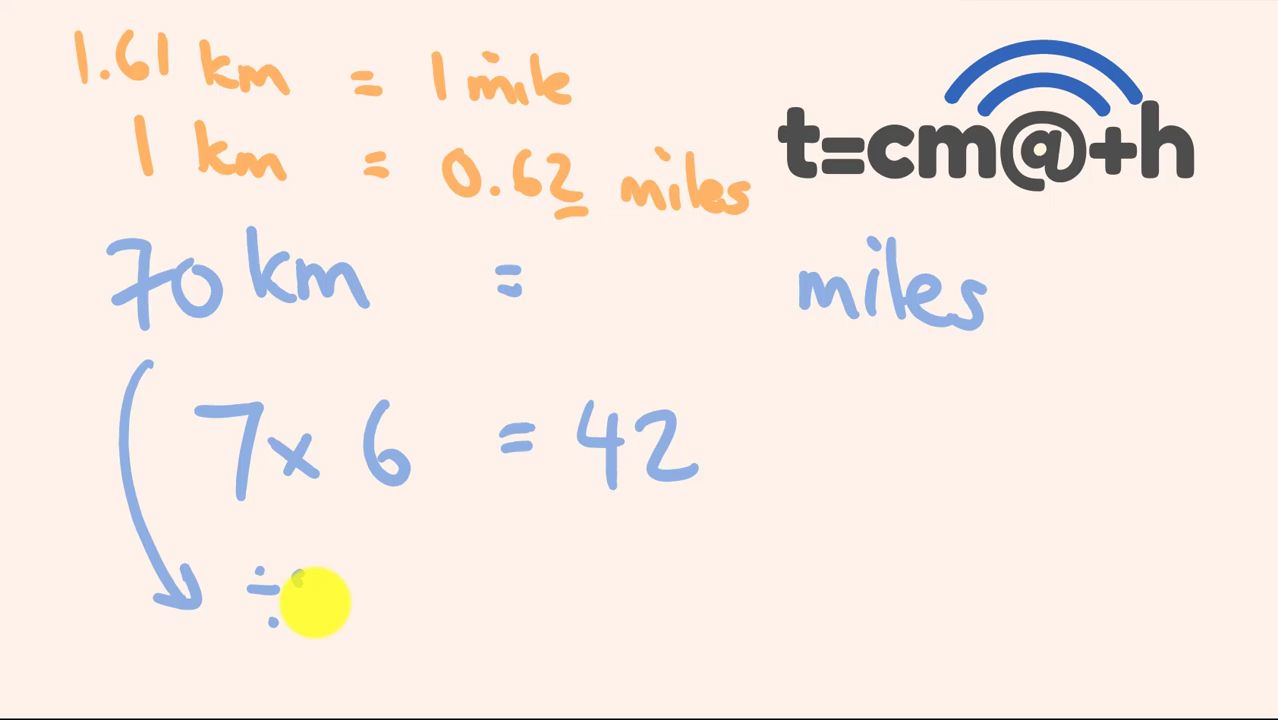 1.61 km = 1 mile
1 km = 0.62 miles
t=cm@+h
70 km = miles
7 x 6 = 42
÷